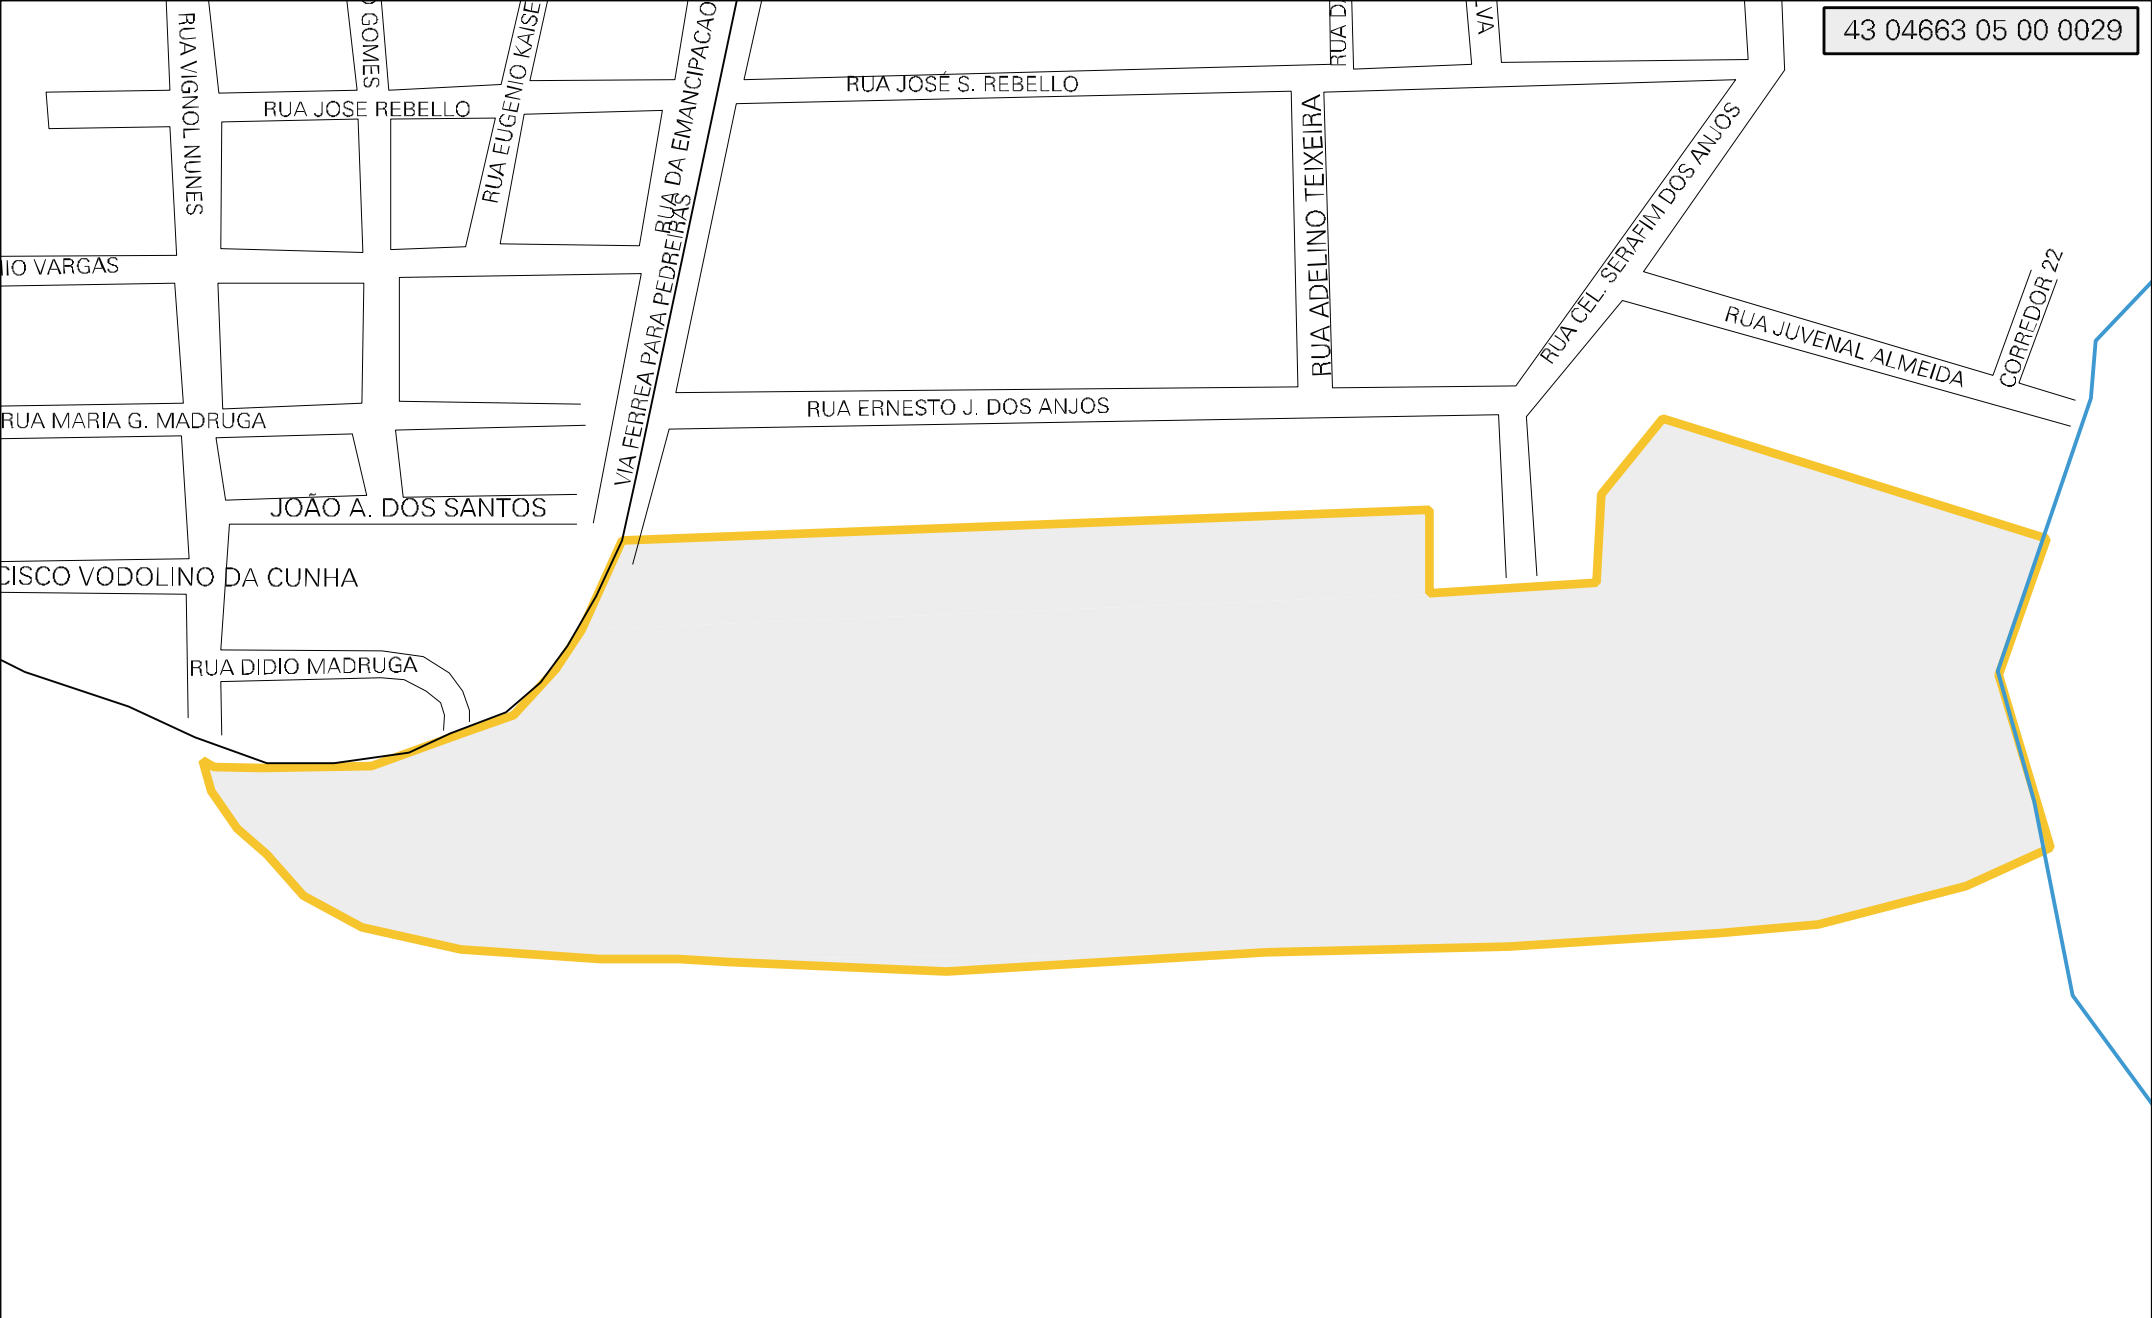 43 04663 05 00 0029
RUA VIGNOL NUNES
GOMES
RUA EUGENIO KAISE
RUA DA EMANCIPACAO
RUA D
LVA
RUA JOSE REBELLO
RUA JOSÉ S. REBELLO
RUA ADELINO TEIXEIRA
RUA CEL. SERAFIM DOS ANJOS
IO VARGAS
VIA FERREA PARA PEDREIRAS
RUA JUVENAL ALMEIDA
CORREDOR 22
RUA MARIA G. MADRUGA
RUA ERNESTO J. DOS ANJOS
JOÃO A. DOS SANTOS
CISCO VODOLINO DA CUNHA
RUA DIDIO MADRUGA